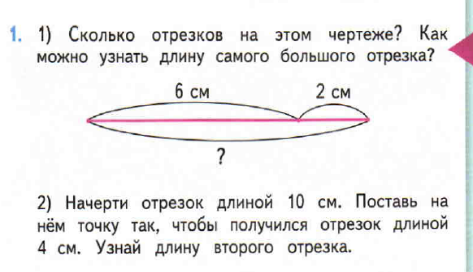 1. 1) Сколько отрезков на этом чертеже? Как
можно узнать длину самого большого отрезка?
6 см 2 см
?
2) Начерти отрезок длиной 10 см. Поставь на
нём точку так, чтобы получился отрезок длиной
4 см. Узнай длину второго отрезка.